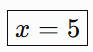 x = 5